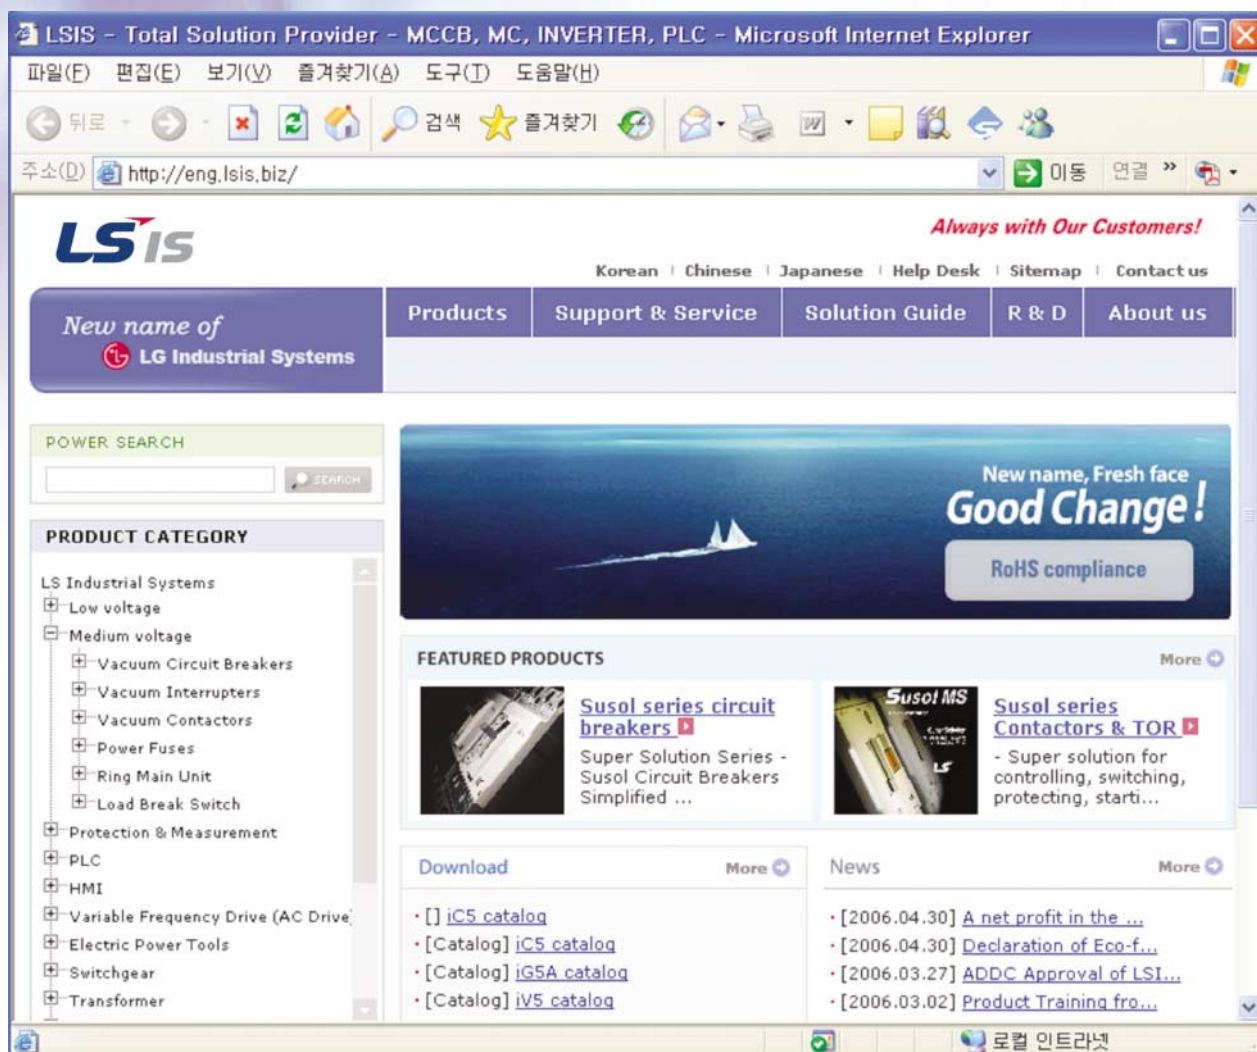 LSIS - Total Solution Provider - MCCB, MC, INVERTER, PLC - Microsoft Internet Explorer
파일(F) 편집(E) 보기(V) 즐겨찾기(A) 도구(T) 도움말(H)
뒤로 검색 즐겨찾기
주소(D) http://eng.lsis.biz/ 이동 연결 »
LSIS
Always with Our Customers!
Korean | Chinese | Japanese | Help Desk | Sitemap | Contact us
New name of
LG Industrial Systems
Products Support & Service Solution Guide R & D About us
POWER SEARCH
SEARCH
New name, Fresh face
Good Change!
RoHS compliance
PRODUCT CATEGORY
LS Industrial Systems
Low voltage
Medium voltage
Vacuum Circuit Breakers
Vacuum Interrupters
Vacuum Contactors
Power Fuses
Ring Main Unit
Load Break Switch
Protection & Measurement
PLC
HMI
Variable Frequency Drive (AC Drive)
Electric Power Tools
Switchgear
Transformer
FEATURED PRODUCTS More
Susol series circuit
breakers
Super Solution Series -
Susol Circuit Breakers
Simplified ...
Susol MS
LS
Susol series
Contactors & TOR
- Super solution for
controlling, switching,
protecting, starti...
Download More
· [] iC5 catalog
· [Catalog] iC5 catalog
· [Catalog] iG5A catalog
· [Catalog] iV5 catalog
News More
· [2006.04.30] A net profit in the ...
· [2006.04.30] Declaration of Eco-f...
· [2006.03.27] ADDC Approval of LSI...
· [2006.03.02] Product Training fro...
로컬 인트라넷